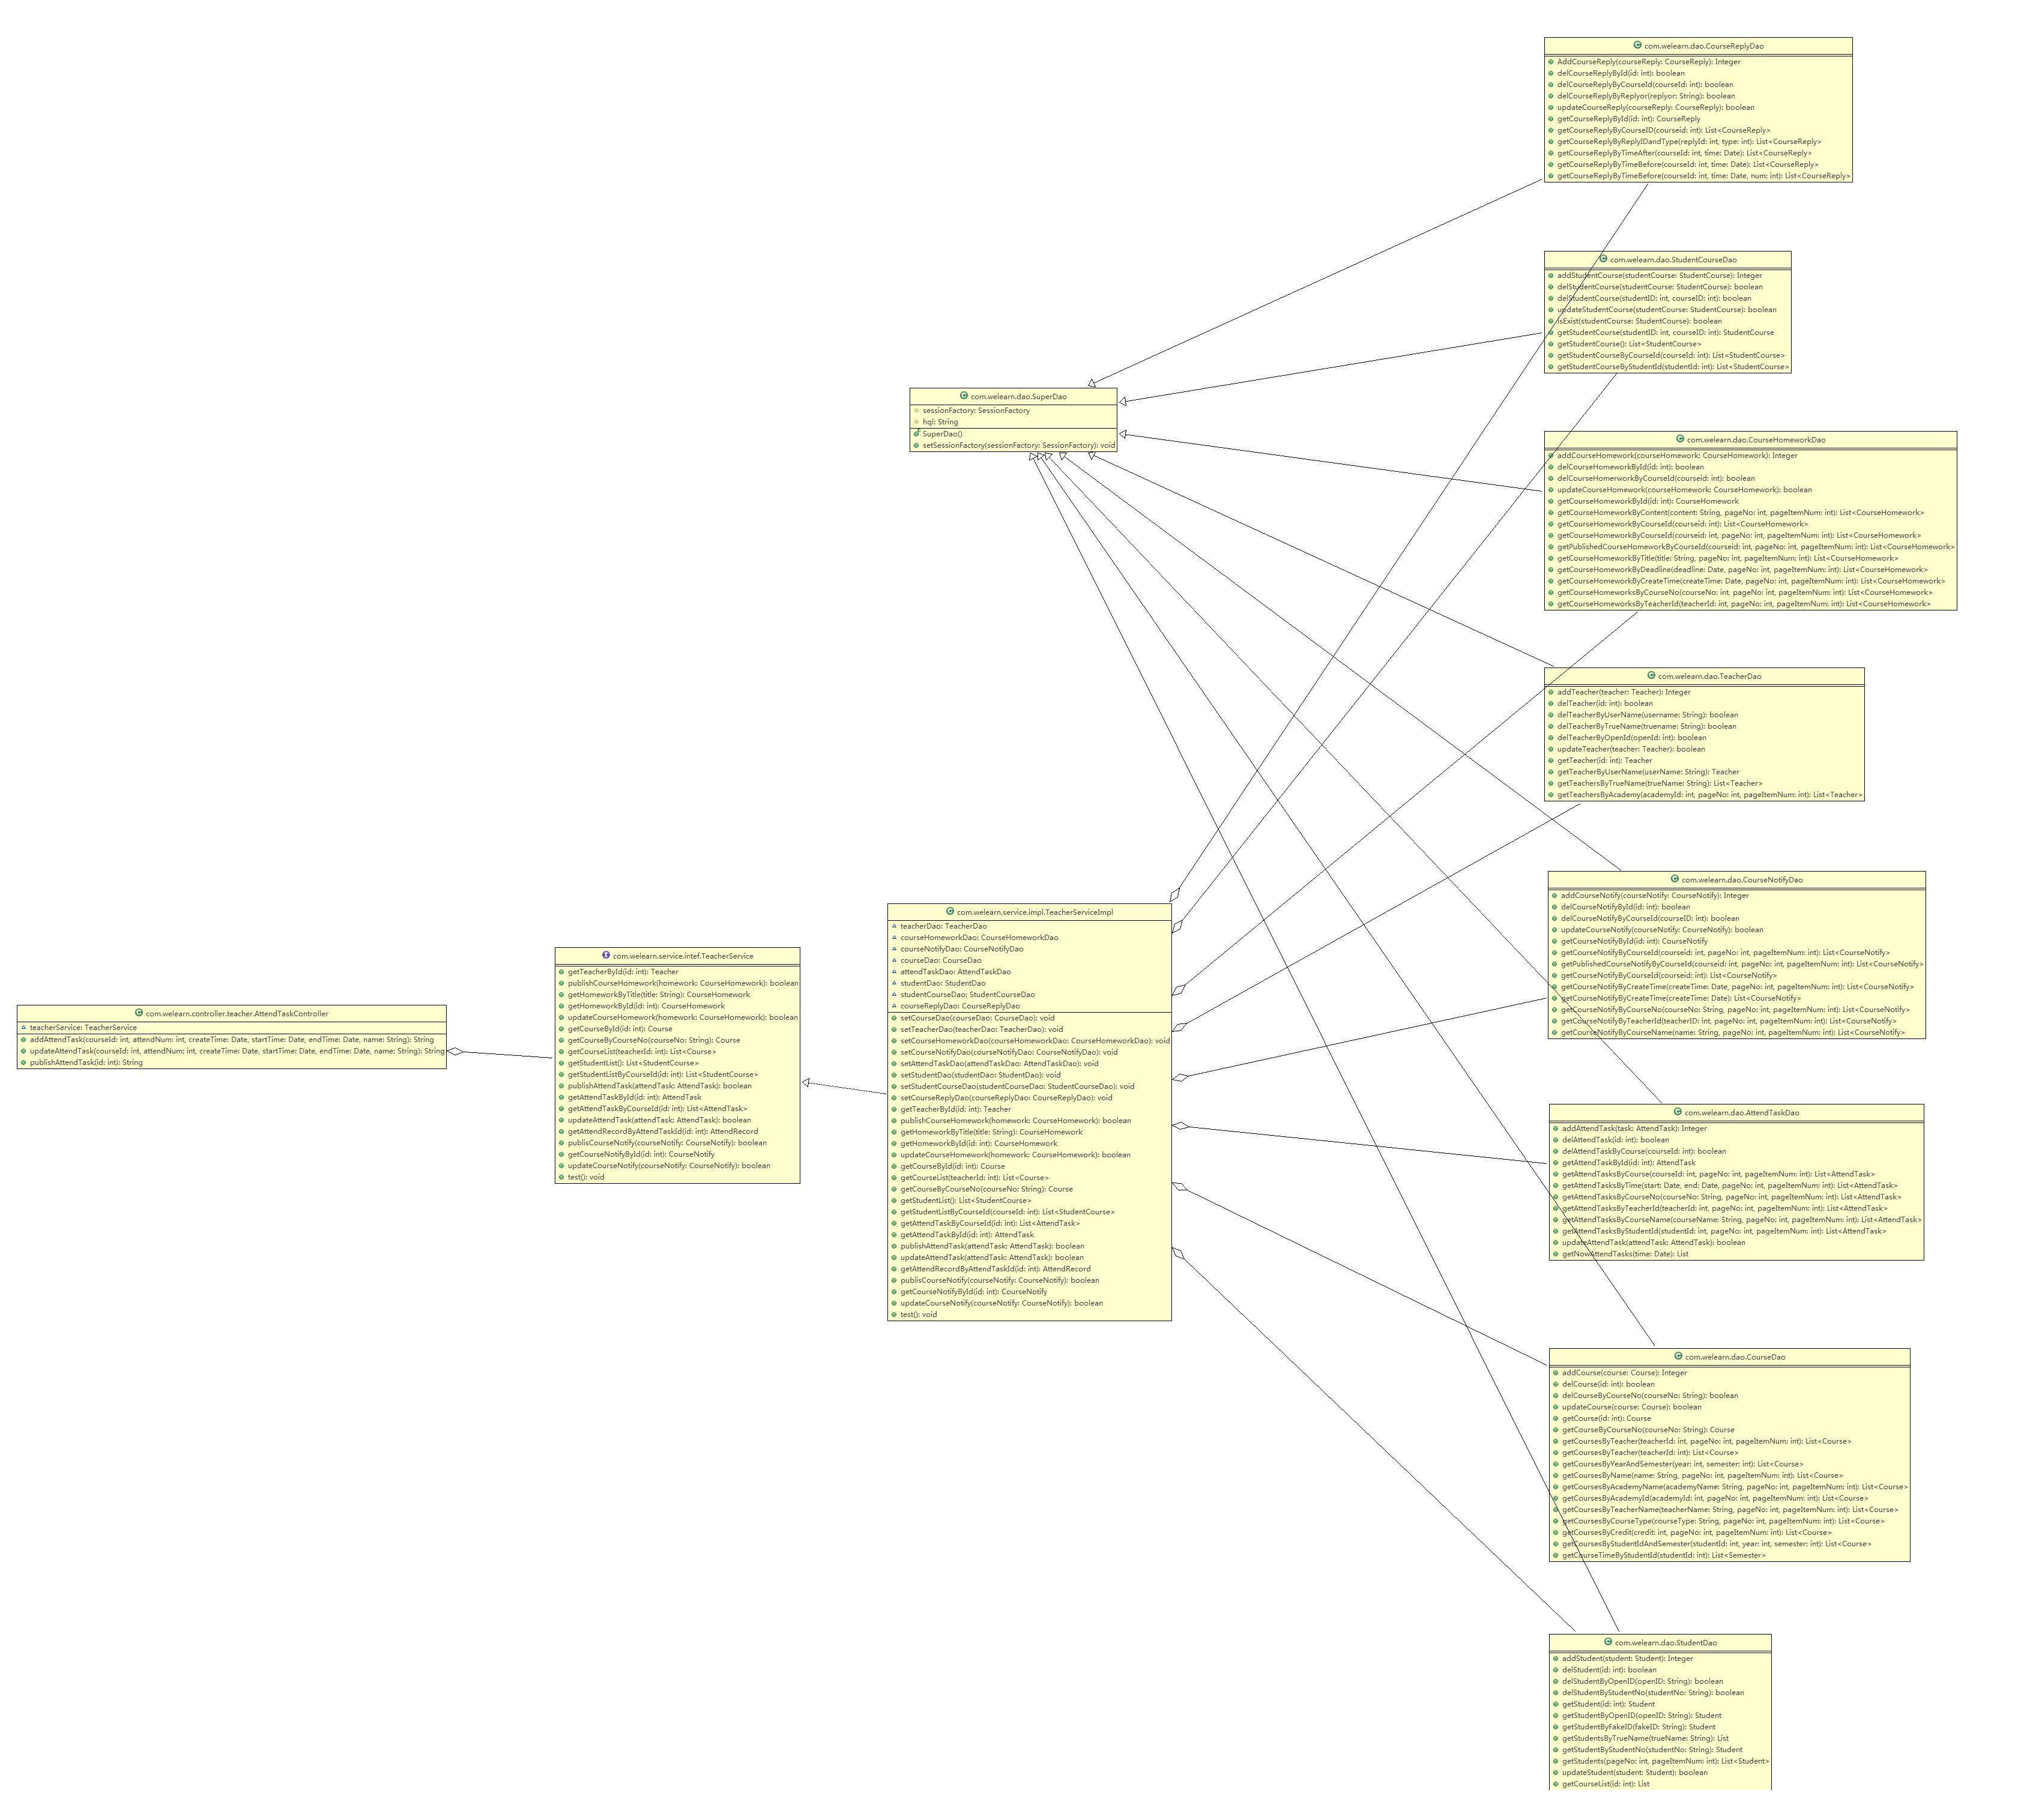 com.welearn.dao.CourseReplyDao
AddCourseReply(courseReply: CourseReply): Integer
delCourseReplyById(id: int): boolean
delCourseReplyByCourseId(courseId: int): boolean
delCourseReplyByReplyor(replyor: String): boolean
updateCourseReply(courseReply: CourseReply): boolean
getCourseReplyById(id: int): CourseReply
getCourseReplyByCourseID(courseid: int): List<CourseReply>
getCourseReplyByReplyIDandType(replyId: int, type: int): List<CourseReply>
getCourseReplyByTimeAfter(courseId: int, time: Date): List<CourseReply>
getCourseReplyByTimeBefore(courseId: int, time: Date): List<CourseReply>
getCourseReplyByTimeBefore(courseId: int, time: Date, num: int): List<CourseReply>
com.welearn.dao.StudentCourseDao
addStudentCourse(studentCourse: StudentCourse): Integer
delStudentCourse(studentCourse: StudentCourse): boolean
delStudentCourse(studentID: int, courseID: int): boolean
updateStudentCourse(studentCourse: StudentCourse): boolean
isExist(studentCourse: StudentCourse): boolean
getStudentCourse(studentID: int, courseID: int): StudentCourse
getStudentCourse(): List<StudentCourse>
getStudentCourseByCourseId(courseId: int): List<StudentCourse>
getStudentCourseByStudentId(studentId: int): List<StudentCourse>
com.welearn.dao.SuperDao
sessionFactory: SessionFactory
hql: String
SuperDao()
setSessionFactory(sessionFactory: SessionFactory): void
com.welearn.dao.CourseHomeworkDao
addCourseHomework(courseHomework: CourseHomework): Integer
delCourseHomeworkById(id: int): boolean
delCourseHomerworkByCourseId(courseid: int): boolean
updateCourseHomework(courseHomework: CourseHomework): boolean
getCourseHomeworkById(id: int): CourseHomework
getCourseHomeworkByContent(content: String, pageNo: int, pageItemNum: int): List<CourseHomework>
getCourseHomeworkByCourseId(courseid: int): List<CourseHomework>
getCourseHomeworkByCourseId(courseid: int, pageNo: int, pageItemNum: int): List<CourseHomework>
getPublishedCourseHomeworkByCourseId(courseid: int, pageNo: int, pageItemNum: int): List<CourseHomework>
getCourseHomeworkByTitle(title: String, pageNo: int, pageItemNum: int): List<CourseHomework>
getCourseHomeworkByDeadline(deadline: Date, pageNo: int, pageItemNum: int): List<CourseHomework>
getCourseHomeworkByCreateTime(createTime: Date, pageNo: int, pageItemNum: int): List<CourseHomework>
getCourseHomeworksByCourseNo(courseNo: int, pageNo: int, pageItemNum: int): List<CourseHomework>
getCourseHomeworksByTeacherId(teacherId: int, pageNo: int, pageItemNum: int): List<CourseHomework>
com.welearn.dao.TeacherDao
addTeacher(teacher: Teacher): Integer
delTeacher(id: int): boolean
delTeacherByUserName(username: String): boolean
delTeacherByTrueName(truename: String): boolean
delTeacherByOpenId(openId: int): boolean
updateTeacher(teacher: Teacher): boolean
getTeacher(id: int): Teacher
getTeacherByUserName(userName: String): Teacher
getTeachersByTrueName(trueName: String): List<Teacher>
getTeachersByAcademy(academyId: int, pageNo: int, pageItemNum: int): List<Teacher>
com.welearn.dao.CourseNotifyDao
addCourseNotify(courseNotify: CourseNotify): Integer
delCourseNotifyById(id: int): boolean
delCourseNotifyByCourseId(courseID: int): boolean
updateCourseNotify(courseNotify: CourseNotify): boolean
getCourseNotifyById(id: int): CourseNotify
getCourseNotifyByCourseId(courseid: int, pageNo: int, pageItemNum: int): List<CourseNotify>
getPublishedCourseNotifyByCourseId(courseid: int, pageNo: int, pageItemNum: int): List<CourseNotify>
getCourseNotifyByCourseId(courseid: int): List<CourseNotify>
getCourseNotifyByCreateTime(createTime: Date, pageNo: int, pageItemNum: int): List<CourseNotify>
getCourseNotifyByCreateTime(createTime: Date): List<CourseNotify>
getCourseNotifyByCourseNo(courseNo: String, pageNo: int, pageItemNum: int): List<CourseNotify>
getCourseNotifyByTeacherId(teacherID: int, pageNo: int, pageItemNum: int): List<CourseNotify>
getCourseNotifyByCourseName(name: String, pageNo: int, pageItemNum: int): List<CourseNotify>
com.welearn.service.impl.TeacherServiceImpl
teacherDao: TeacherDao
courseHomeworkDao: CourseHomeworkDao
courseNotifyDao: CourseNotifyDao
courseDao: CourseDao
attendTaskDao: AttendTaskDao
studentDao: StudentDao
studentCourseDao: StudentCourseDao
courseReplyDao: CourseReplyDao
setCourseDao(courseDao: CourseDao): void
setTeacherDao(teacherDao: TeacherDao): void
setCourseHomeworkDao(courseHomeworkDao: CourseHomeworkDao): void
setCourseNotifyDao(courseNotifyDao: CourseNotifyDao): void
setAttendTaskDao(attendTaskDao: AttendTaskDao): void
setStudentDao(studentDao: StudentDao): void
setStudentCourseDao(studentCourseDao: StudentCourseDao): void
setCourseReplyDao(courseReplyDao: CourseReplyDao): void
getTeacherById(id: int): Teacher
publishCourseHomework(homework: CourseHomework): boolean
getHomeworkByTitle(title: String): CourseHomework
getHomeworkById(id: int): CourseHomework
updateCourseHomework(homework: CourseHomework): boolean
getCourseById(id: int): Course
getCourseList(teacherId: int): List<Course>
getCourseByCourseNo(courseNo: String): Course
getStudentList(): List<StudentCourse>
getStudentListByCourseId(courseId: int): List<StudentCourse>
getAttendTaskByCourseId(id: int): List<AttendTask>
getAttendTaskById(id: int): AttendTask
publishAttendTask(attendTask: AttendTask): boolean
updateAttendTask(attendTask: AttendTask): boolean
getAttendRecordByAttendTaskId(id: int): AttendRecord
publisCourseNotify(courseNotify: CourseNotify): boolean
getCourseNotifyById(id: int): CourseNotify
updateCourseNotify(courseNotify: CourseNotify): boolean
test(): void
com.welearn.service.intef.TeacherService
getTeacherById(id: int): Teacher
publishCourseHomework(homework: CourseHomework): boolean
getHomeworkByTitle(title: String): CourseHomework
getHomeworkById(id: int): CourseHomework
updateCourseHomework(homework: CourseHomework): boolean
getCourseById(id: int): Course
getCourseByCourseNo(courseNo: String): Course
getCourseList(teacherId: int): List<Course>
getStudentList(): List<StudentCourse>
getStudentListByCourseId(id: int): List<StudentCourse>
publishAttendTask(attendTask: AttendTask): boolean
getAttendTaskById(id: int): AttendTask
getAttendTaskByCourseId(id: int): List<AttendTask>
updateAttendTask(attendTask: AttendTask): boolean
getAttendRecordByAttendTaskId(id: int): AttendRecord
publisCourseNotify(courseNotify: CourseNotify): boolean
getCourseNotifyById(id: int): CourseNotify
updateCourseNotify(courseNotify: CourseNotify): boolean
test(): void
com.welearn.controller.teacher.AttendTaskController
teacherService: TeacherService
addAttendTask(courseId: int, attendNum: int, createTime: Date, startTime: Date, endTime: Date, name: String): String
updateAttendTask(courseId: int, attendNum: int, createTime: Date, startTime: Date, endTime: Date, name: String): String
publishAttendTask(id: int): String
com.welearn.dao.AttendTaskDao
addAttendTask(task: AttendTask): Integer
delAttendTask(id: int): boolean
delAttendTaskByCourse(courseId: int): boolean
getAttendTaskById(id: int): AttendTask
getAttendTasksByCourse(courseId: int, pageNo: int, pageItemNum: int): List<AttendTask>
getAttendTasksByTime(start: Date, end: Date, pageNo: int, pageItemNum: int): List<AttendTask>
getAttendTasksByCourseNo(courseNo: String, pageNo: int, pageItemNum: int): List<AttendTask>
getAttendTasksByTeacherId(teacherId: int, pageNo: int, pageItemNum: int): List<AttendTask>
getAttendTasksByCourseName(courseName: String, pageNo: int, pageItemNum: int): List<AttendTask>
getAttendTasksByStudentId(studentId: int, pageNo: int, pageItemNum: int): List<AttendTask>
updateAttendTask(attendTask: AttendTask): boolean
getNowAttendTasks(time: Date): List
com.welearn.dao.CourseDao
addCourse(course: Course): Integer
delCourse(id: int): boolean
delCourseByCourseNo(courseNo: String): boolean
updateCourse(course: Course): boolean
getCourse(id: int): Course
getCourseByCourseNo(courseNo: String): Course
getCoursesByTeacher(teacherId: int, pageNo: int, pageItemNum: int): List<Course>
getCoursesByTeacher(teacherId: int): List<Course>
getCoursesByYearAndSemester(year: int, semester: int): List<Course>
getCoursesByName(name: String, pageNo: int, pageItemNum: int): List<Course>
getCoursesByAcademyName(academyName: String, pageNo: int, pageItemNum: int): List<Course>
getCoursesByAcademyId(academyId: int, pageNo: int, pageItemNum: int): List<Course>
getCoursesByTeacherName(teacherName: String, pageNo: int, pageItemNum: int): List<Course>
getCoursesByCourseType(courseType: String, pageNo: int, pageItemNum: int): List<Course>
getCoursesByCredit(credit: int, pageNo: int, pageItemNum: int): List<Course>
getCoursesByStudentIdAndSemester(studentId: int, year: int, semester: int): List<Course>
getCourseTimeByStudentId(studentId: int): List<Semester>
com.welearn.dao.StudentDao
addStudent(student: Student): Integer
delStudent(id: int): boolean
delStudentByOpenID(openID: String): boolean
delStudentByStudentNo(studentNo: String): boolean
getStudent(id: int): Student
getStudentByOpenID(openID: String): Student
getStudentByFakeID(fakeID: String): Student
getStudentsByTrueName(trueName: String): List
getStudentByStudentNo(studentNo: String): Student
getStudents(pageNo: int, pageItemNum: int): List<Student>
updateStudent(student: Student): boolean
getCourseList(id: int): List